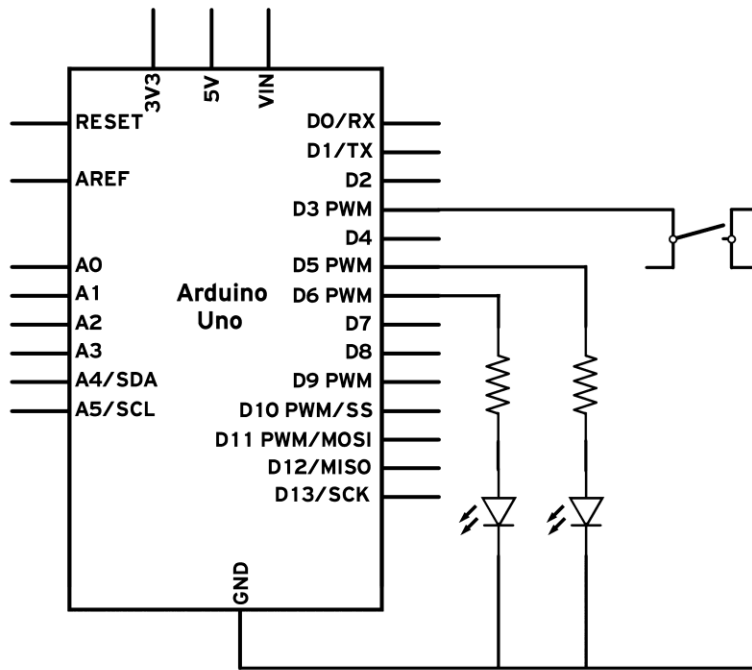 3V3
5V
VIN
RESET
AREF
A0
A1
A2
A3
A4/SDA
A5/SCL
Arduino
Uno
D0/RX
D1/TX
D2
D3 PWM
D4
D5 PWM
D6 PWM
D7
D8
D9 PWM
D10 PWM/SS
D11 PWM/MOSI
D12/MISO
D13/SCK
GND